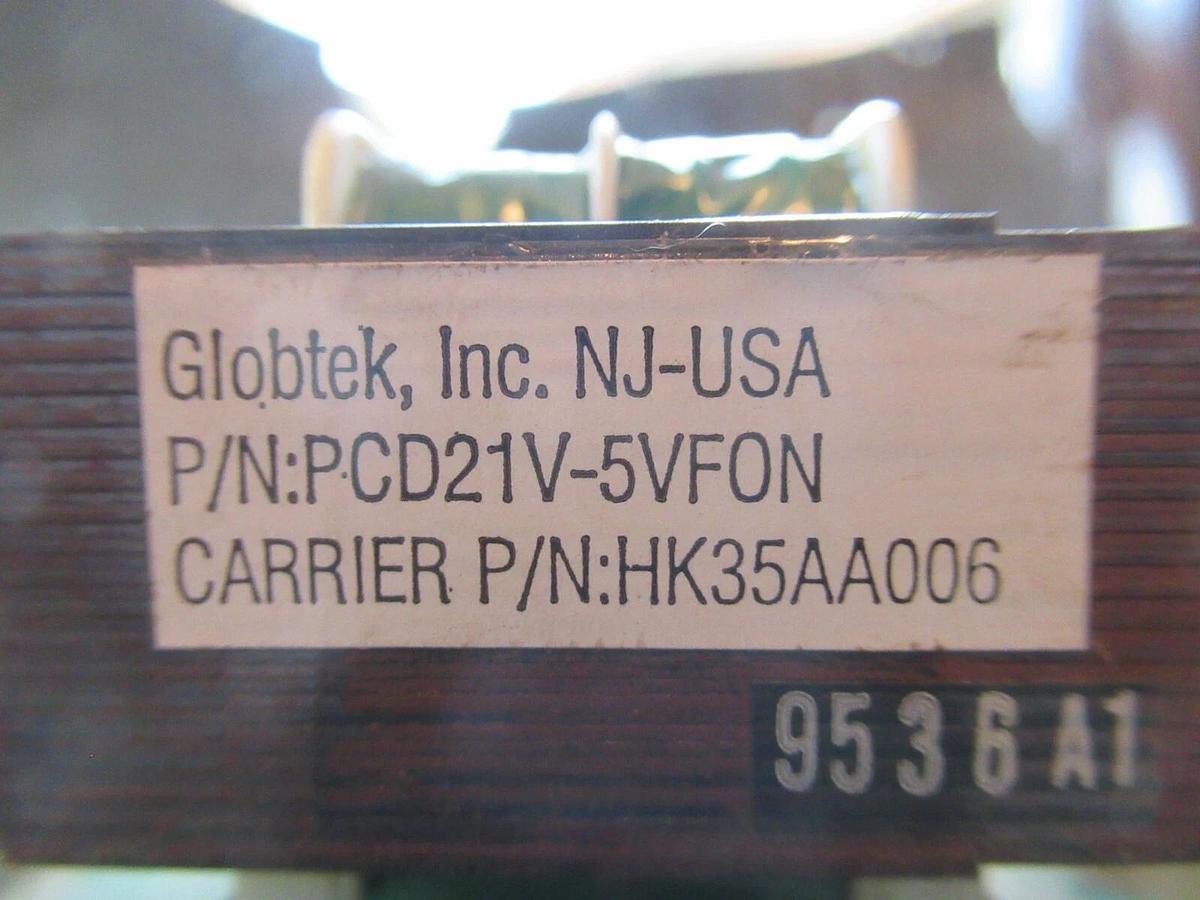 Globtek, Inc. NJ-USA
P/N:PCD21V-5VFON
CARRIER P/N:HK35AA006
9536 A1